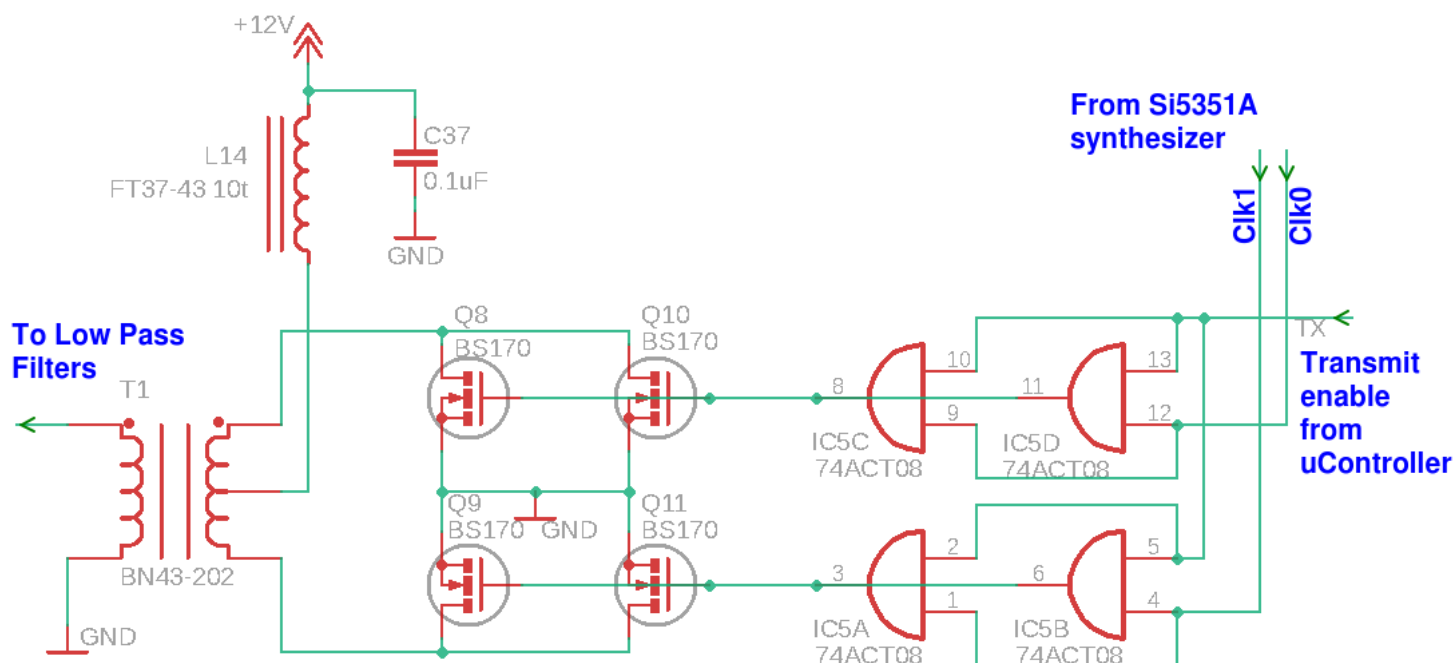 +12V
From Si5351A
synthesizer
C37
L14
FT37-43 10t
0.1uF
Clk1
Clk0
GND
Q8
BS170
Q10
BS170
To Low Pass
Filters
TX
Transmit
enable
from
uController
T1
10
13
8
11
9
12
IC5C
74ACT08
IC5D
74ACT08
Q9
BS170
GND
Q11
BS170
2
5
3
6
BN43-202
1
4
GND
IC5A
74ACT08
IC5B
74ACT08